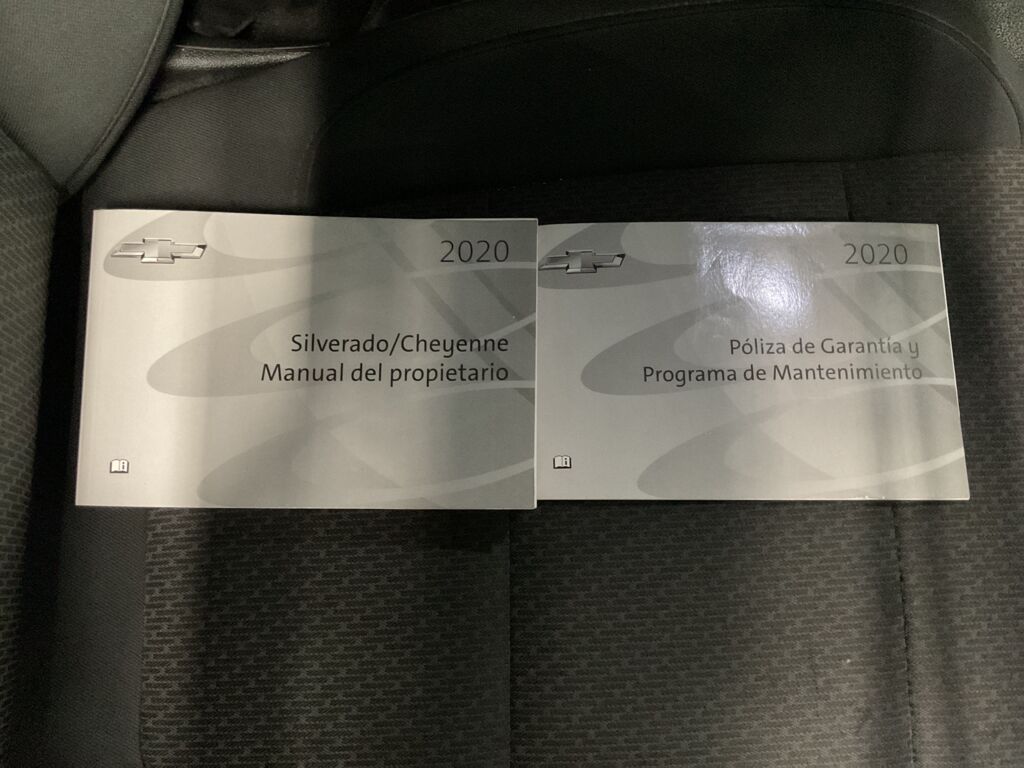 2020
Silverado/Cheyenne
Manual del propietario
2020
Póliza de Garantía y
Programa de Mantenimiento